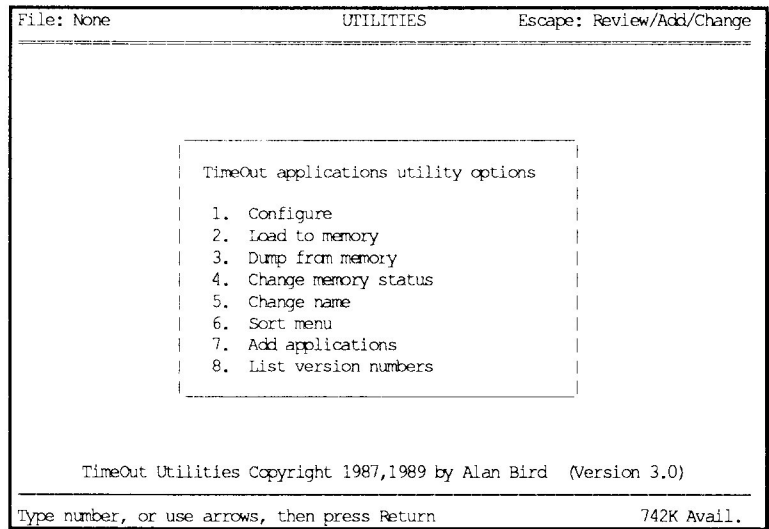 File: None UTILITIES Escape: Review/Add/Change
TimeOut applications utility options
1. Configure
2. Load to memory
3. Dump from memory
4. Change memory status
5. Change name
6. Sort menu
7. Add applications
8. List version numbers
TimeOut Utilities Copyright 1987,1989 by Alan Bird (Version 3.0)
Type number, or use arrows, then press Return 742K Avail.